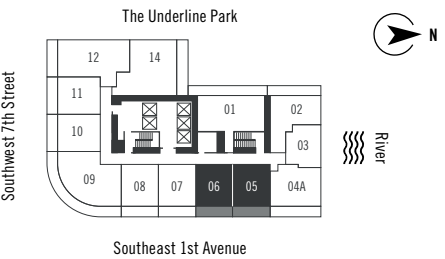 The Underline Park
N
12
14
Southwest 7th Street
11
01
02
10
03
River
09
08
07
06
05
04A
Southeast 1st Avenue